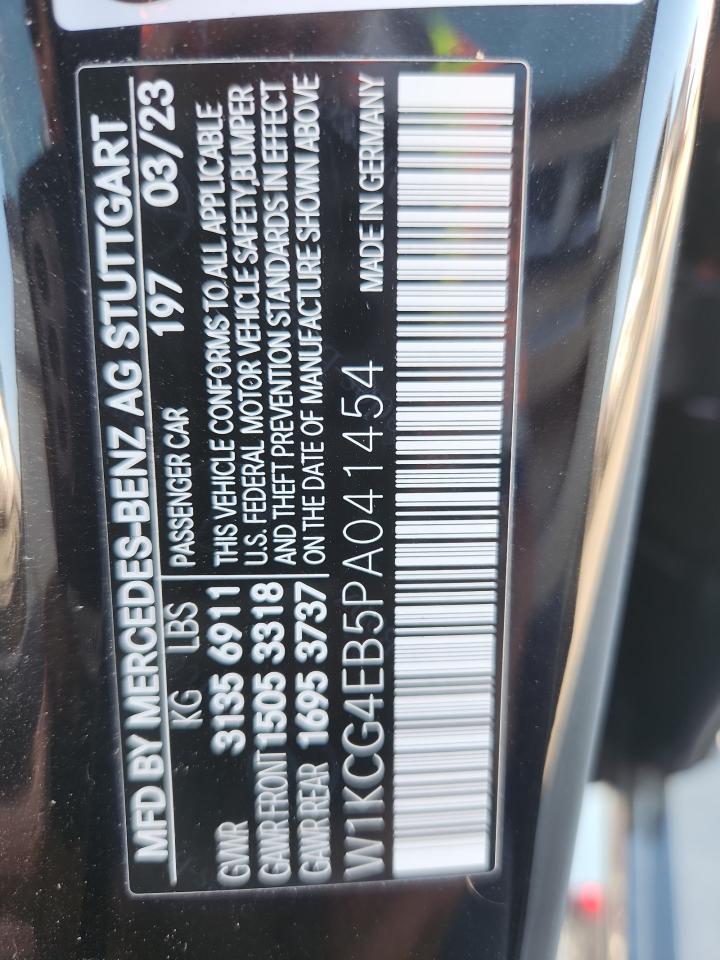 MFD BY MERCEDES-BENZ AG STUTTGART
KG LBS PASSENGER CAR 197 03/23
GVWR 3135 6911 THIS VEHICLE CONFORMS TO ALL APPLICABLE
GAWR FRONT 1505 3318 U.S. FEDERAL MOTOR VEHICLE SAFETY,BUMPER
GAWR REAR 1695 3737 AND THEFT PREVENTION STANDARDS IN EFFECT
ON THE DATE OF MANUFACTURE SHOWN ABOVE
W1KCG4EB5PA041454 MADE IN GERMANY